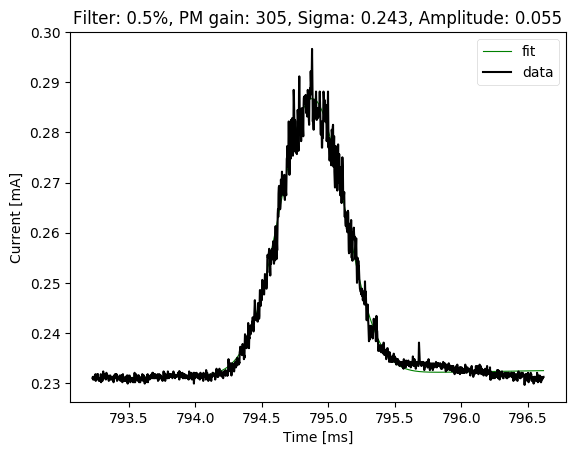 Filter: 0.5%, PM gain: 305, Sigma: 0.243, Amplitude: 0.055
fit
data
Current [mA]
0.30
0.29
0.28
0.27
0.26
0.25
0.24
0.23
793.5 794.0 794.5 795.0 795.5 796.0 796.5
Time [ms]